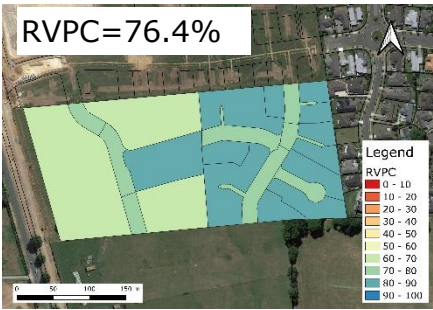 RVPC=76.4%
Legend
RVPC
0 - 10
10 - 20
20 - 30
30 - 40
40 - 50
50 - 60
60 - 70
70 - 80
80 - 90
90 - 100
0 50 100 150 m